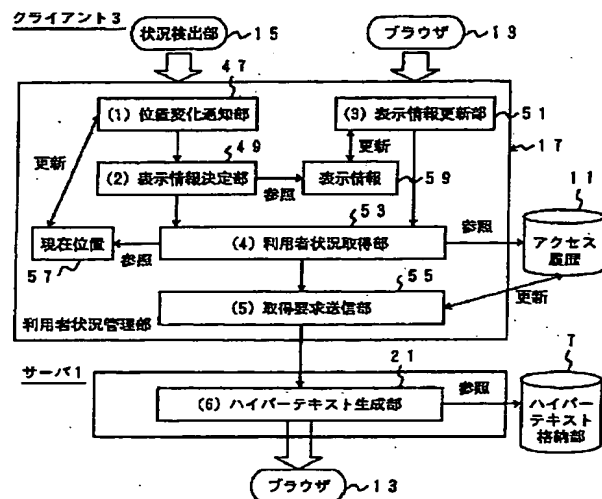 クライアント3
状況検出部 15
ブラウザ 13
47
(1) 位置変化通知部
(3) 表示情報更新部 51
更新
更新
17
49
(2) 表示情報決定部
参照
表示情報
59
11
53
現在位置
参照
(4) 利用者状況取得部
参照
アクセス
履歴
57
55
(5) 取得要求送信部
更新
利用者状況管理部
サーバ1
21
7
(6) ハイパーテキスト生成部
参照
ハイパー
テキスト
格納部
ブラウザ 13